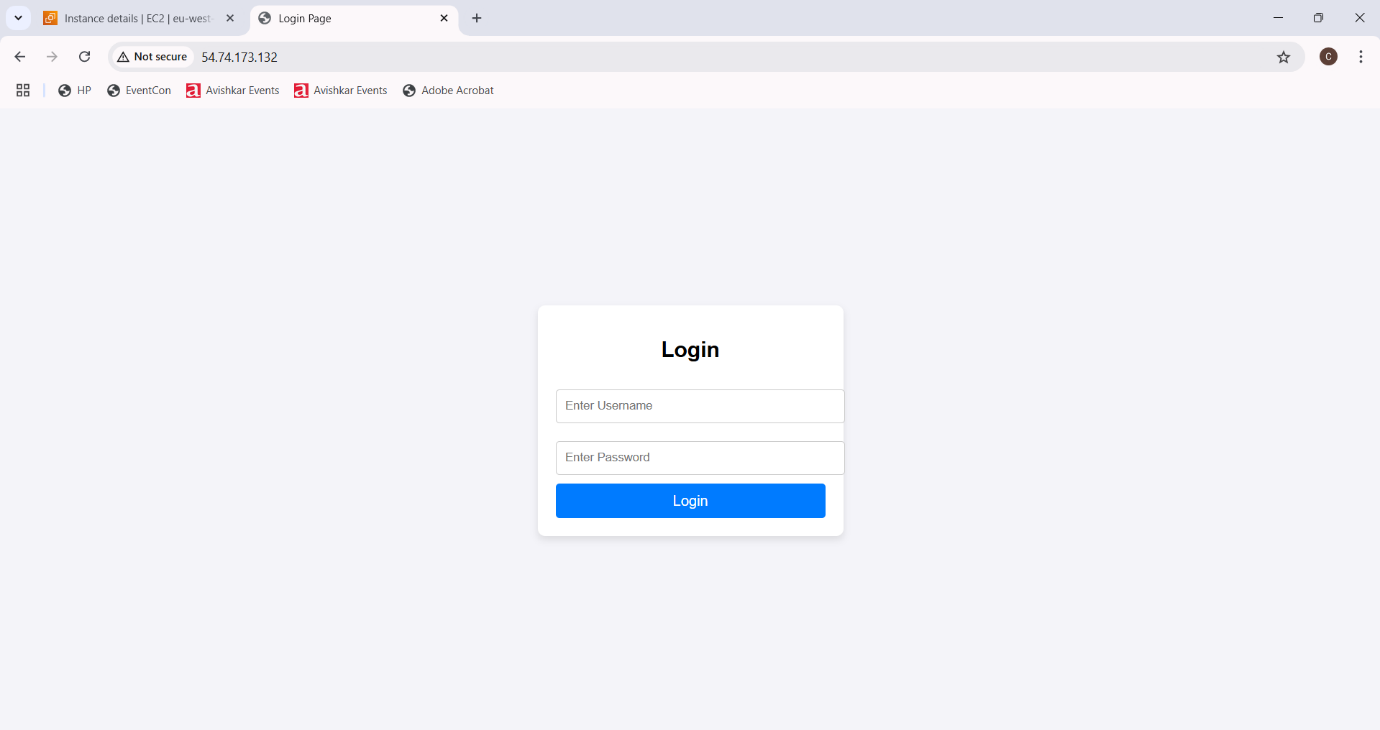 Instance details | EC2 | eu-west-
Login Page
Not secure
54.74.173.132
C
HP
EventCon
a Avishkar Events
a Avishkar Events
Adobe Acrobat
Login
Enter Username
Enter Password
Login